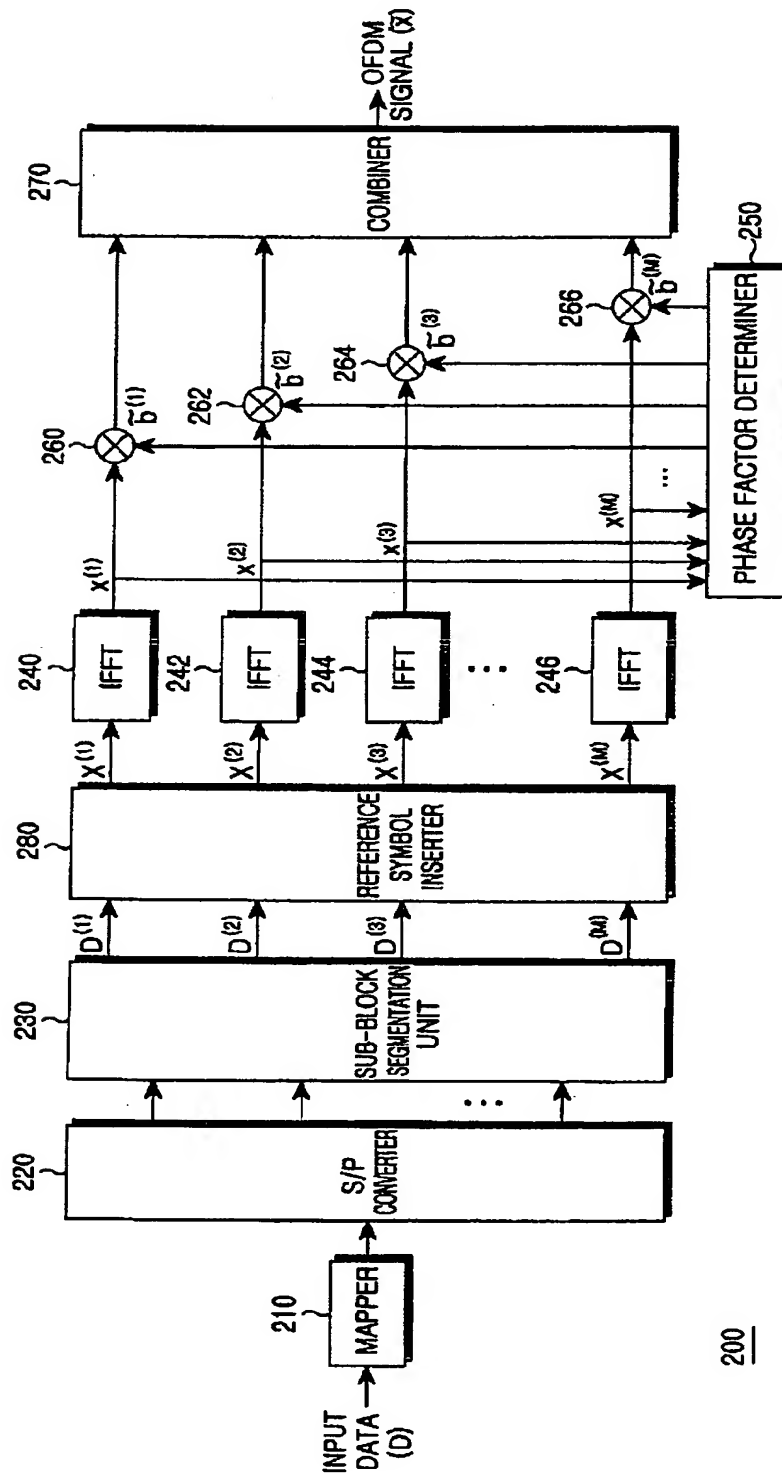 INPUT
DATA
(D)
210
MAPPER
220
S/P
CONVERTER
...
230
SUB-BLOCK
SEGMENTATION
UNIT
D(1)
D(2)
D(3)
D(M)
280
REFERENCE
SYMBOL
INSERTER
X(1)
X(2)
X(3)
X(M)
240
IFFT
242
IFFT
244
IFFT
...
246
IFFT
x(1)
x(2)
x(3)
x(M)
...
260
b̃(1)
262
b̃(2)
264
b̃(3)
266
b̃(M)
250
PHASE FACTOR DETERMINER
270
COMBINER
OFDM
SIGNAL (x̃)
200